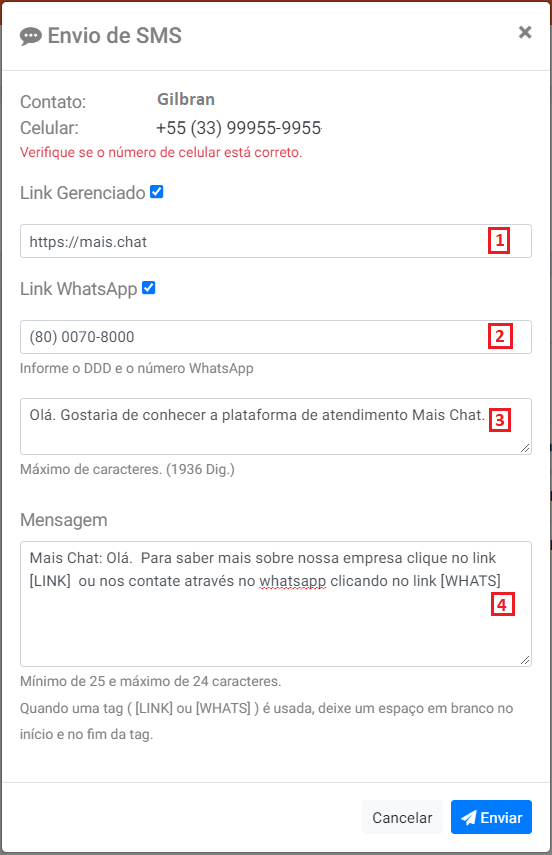 Envio de SMS ×
Contato: Gilbran
Celular: +55 (33) 99955-9955
Verifique se o número de celular está correto.
Link Gerenciado
https://mais.chat 1
Link WhatsApp
(80) 0070-8000 2
Informe o DDD e o número WhatsApp
Olá. Gostaria de conhecer a plataforma de atendimento Mais Chat. 3
Máximo de caracteres. (1936 Dig.)
Mensagem
Mais Chat: Olá.  Para saber mais sobre nossa empresa clique no link
[LINK]  ou nos contate através no whatsapp clicando no link [WHATS]
4
Mínimo de 25 e máximo de 24 caracteres.
Quando uma tag ( [LINK] ou [WHATS] ) é usada, deixe um espaço em branco no
início e no fim da tag.
Cancelar Enviar